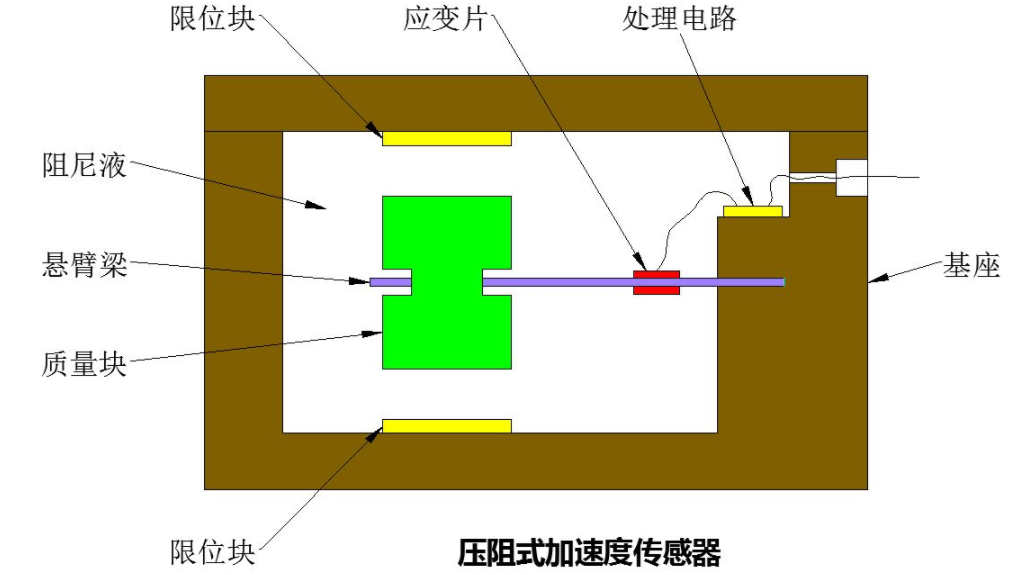 限位块
应变片
处理电路
阻尼液
悬臂梁
基座
质量块
限位块
压阻式加速度传感器